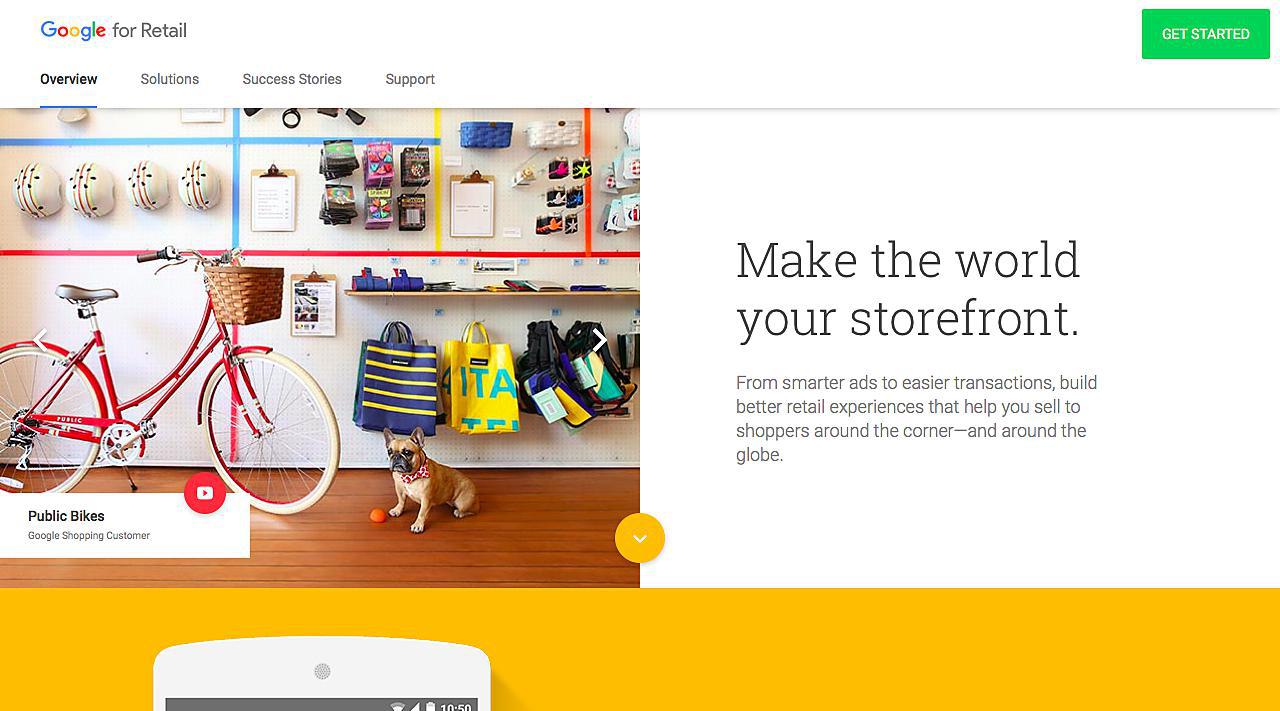 Google for Retail
GET STARTED
Overview
Solutions
Success Stories
Support
PUBLIC
ITA
Public Bikes
Google Shopping Customer
Make the world
your storefront.
From smarter ads to easier transactions, build
better retail experiences that help you sell to
shoppers around the corner—and around the
globe.
10:50